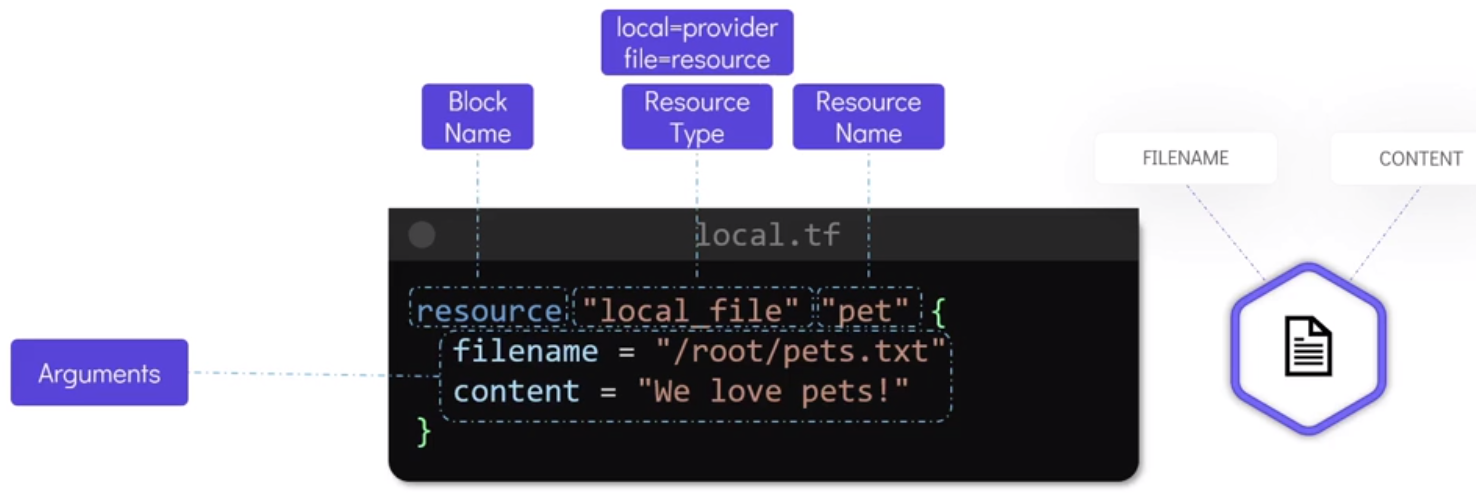 local=provider
file=resource
Block
Name
Resource
Type
Resource
Name
FILENAME
CONTENT
local.tf
resource "local_file" "pet" {
filename = "/root/pets.txt"
content = "We love pets!"
}
Arguments